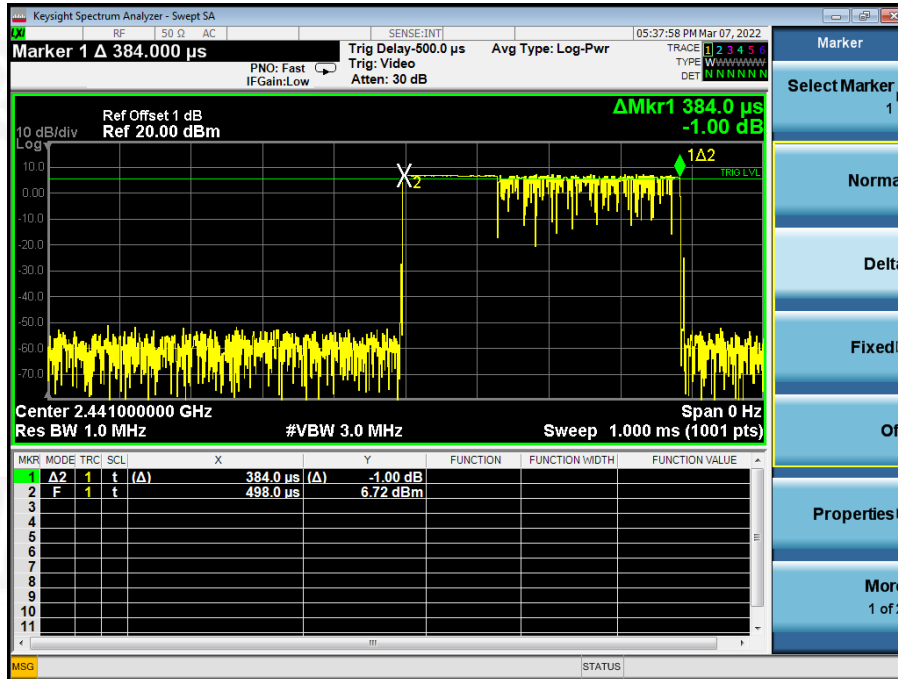 Keysight Spectrum Analyzer - Swept SA
LXI RF 50 Ω AC SENSE:INT 05:37:58 PM Mar 07, 2022
Marker 1 Δ 384.000 µs
Trig Delay-500.0 µs Avg Type: Log-Pwr TRACE 1 2 3 4 5 6
PNO: Fast Trig: Video TYPE WWWWWW
IFGain:Low Atten: 30 dB DET N N N N N N
ΔMkr1 384.0 µs
-1.00 dB
Ref Offset 1 dB
10 dB/div Ref 20.00 dBm
Log
1Δ2
TRIG LVL
2
10.0
0.00
-10.0
-20.0
-30.0
-40.0
-50.0
-60.0
-70.0
Center 2.441000000 GHz Span 0 Hz
Res BW 1.0 MHz #VBW 3.0 MHz Sweep 1.000 ms (1001 pts)
MKR MODE TRC SCL X Y FUNCTION FUNCTION WIDTH FUNCTION VALUE
1 Δ2 1 t (Δ) 384.0 µs (Δ) -1.00 dB
2 F 1 t 498.0 µs 6.72 dBm
3
4
5
6
7
8
9
10
11
MSG STATUS
Marker
Select Marker
1
Norma
Delta
Fixed
Of
Properties
More
1 of 2